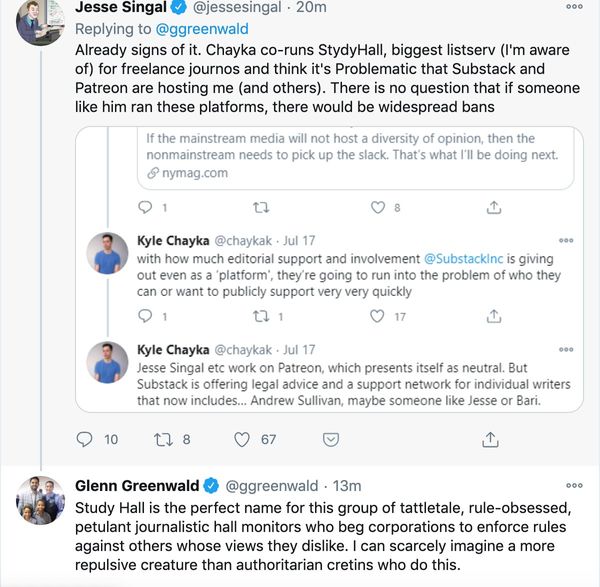 Jesse Singal @jessesingal · 20m
Replying to @ggreenwald
Already signs of it. Chayka co-runs StydyHall, biggest listserv (I'm aware
of) for freelance journos and think it's Problematic that Substack and
Patreon are hosting me (and others). There is no question that if someone
like him ran these platforms, there would be widespread bans
If the mainstream media will not host a diversity of opinion, then the
nonmainstream needs to pick up the slack. That's what I'll be doing next.
nymag.com
1 8
Kyle Chayka @chaykak · Jul 17
with how much editorial support and involvement @SubstackInc is giving
out even as a 'platform', they're going to run into the problem of who they
can or want to publicly support very very quickly
1 1 17
Kyle Chayka @chaykak · Jul 17
Jesse Singal etc work on Patreon, which presents itself as neutral. But
Substack is offering legal advice and a support network for individual writers
that now includes... Andrew Sullivan, maybe someone like Jesse or Bari.
10 8 67
Glenn Greenwald @ggreenwald · 13m
Study Hall is the perfect name for this group of tattletale, rule-obsessed,
petulant journalistic hall monitors who beg corporations to enforce rules
against others whose views they dislike. I can scarcely imagine a more
repulsive creature than authoritarian cretins who do this.